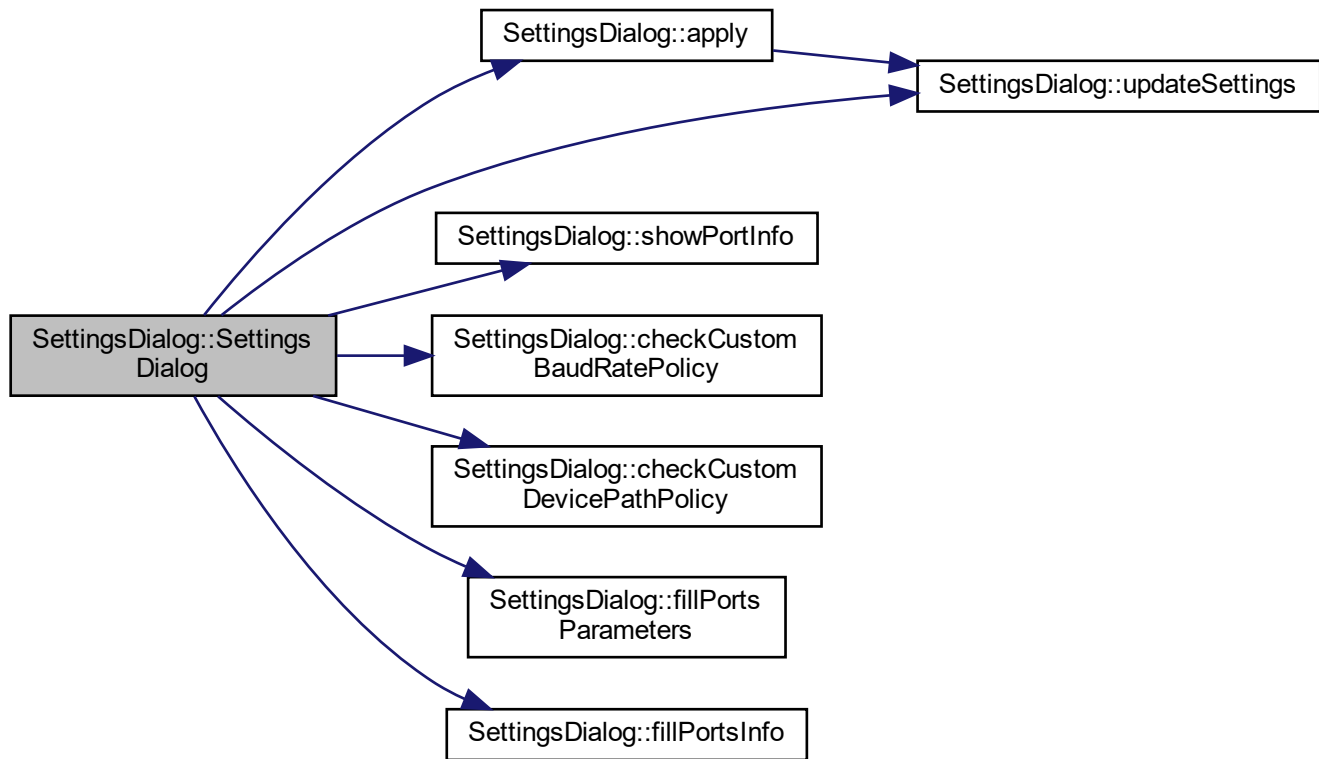 SettingsDialog::apply
SettingsDialog::updateSettings
SettingsDialog::showPortInfo
SettingsDialog::Settings
Dialog
SettingsDialog::checkCustom
BaudRatePolicy
SettingsDialog::checkCustom
DevicePathPolicy
SettingsDialog::fillPorts
Parameters
SettingsDialog::fillPortsInfo